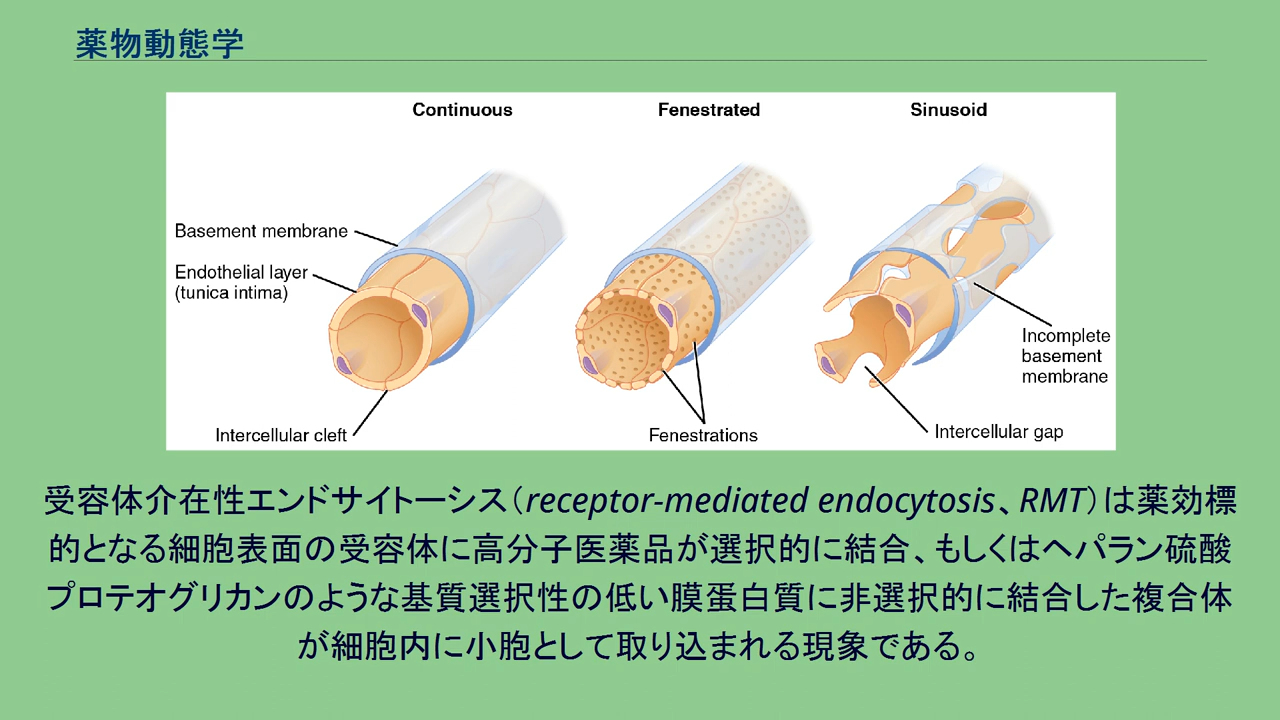 薬物動態学
Continuous
Fenestrated
Sinusoid
Basement membrane
Endothelial layer
(tunica intima)
Intercellular cleft
Fenestrations
Incomplete
basement
membrane
Intercellular gap
受容体介在性エンドサイトーシス（receptor-mediated endocytosis、RMT）は薬効標
的となる細胞表面の受容体に高分子医薬品が選択的に結合、もしくはヘパラン硫酸
プロテオグリカンのような基質選択性の低い膜蛋白質に非選択的に結合した複合体
が細胞内に小胞として取り込まれる現象である。